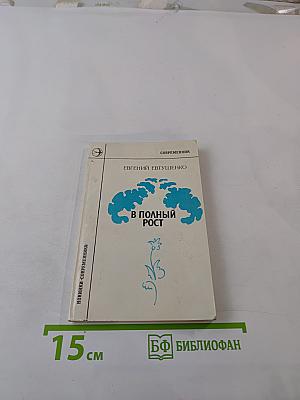 СОВРЕМЕННИК
ЕВГЕНИЙ ЕВТУШЕНКО
В ПОЛНЫЙ
РОСТ
НОВИНКИ·СОВРЕМЕННИКА
15 см
БФ БИБЛИОФАН